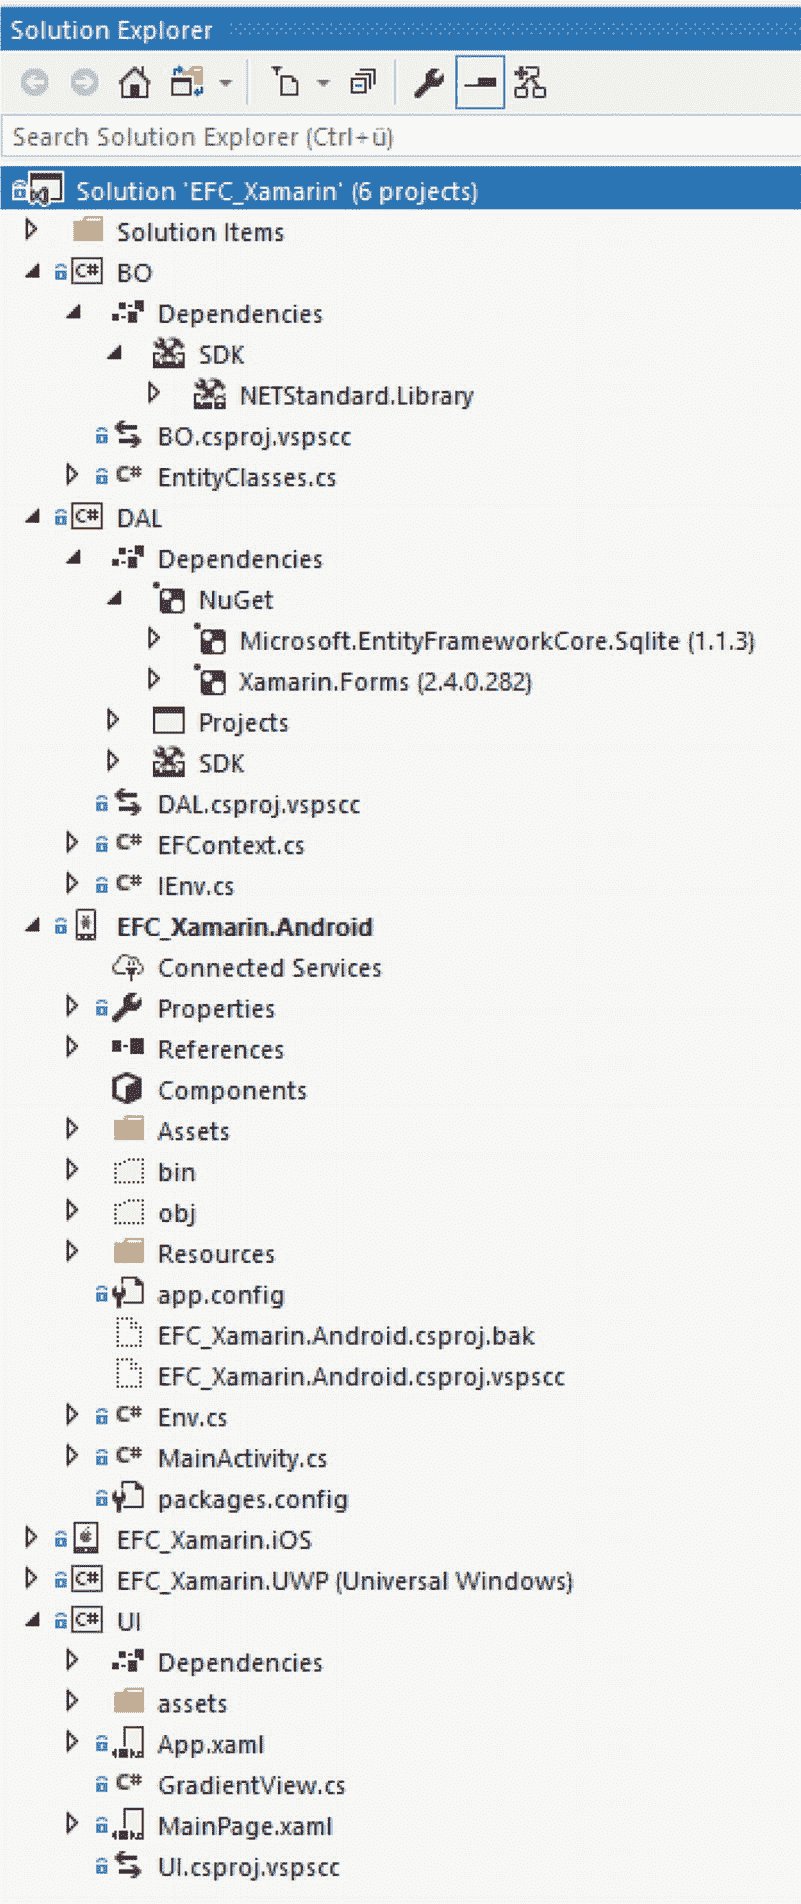 Solution Explorer
Search Solution Explorer (Ctrl+ü)
Solution 'EFC_Xamarin' (6 projects)
Solution Items
C# BO
Dependencies
SDK
NETStandard.Library
BO.csproj.vspscc
C# EntityClasses.cs
C# DAL
Dependencies
NuGet
Microsoft.EntityFrameworkCore.Sqlite (1.1.3)
Xamarin.Forms (2.4.0.282)
Projects
SDK
DAL.csproj.vspscc
C# EFContext.cs
C# IEnv.cs
EFC_Xamarin.Android
Connected Services
Properties
References
Components
Assets
bin
obj
Resources
app.config
EFC_Xamarin.Android.csproj.bak
EFC_Xamarin.Android.csproj.vspscc
C# Env.cs
C# MainActivity.cs
packages.config
EFC_Xamarin.iOS
C# EFC_Xamarin.UWP (Universal Windows)
C# UI
Dependencies
assets
App.xaml
C# GradientView.cs
MainPage.xaml
UI.csproj.vspscc